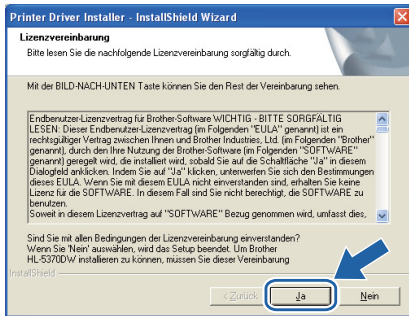 Printer Driver Installer - InstallShield Wizard
Lizenzvereinbarung
Bitte lesen Sie die nachfolgende Lizenzvereinbarung sorgfältig durch.
Mit der BILD-NACH-UNTEN Taste können Sie den Rest der Vereinbarung sehen.
Endbenutzer-Lizenzvertrag für Brother-Software WICHTIG - BITTE SORGFÄLTIG
LESEN: Dieser Endbenutzer-Lizenzvertrag (im Folgenden "EULA" genannt) ist ein
rechtsgültiger Vertrag zwischen Ihnen und Brother Industries, Ltd. (im Folgenden "Brother"
genannt), durch den Ihre Nutzung der Brother-Software (im Folgenden "SOFTWARE"
genannt) geregelt wird, die installiert wird, sobald Sie auf die Schaltfläche "Ja" in diesem
Dialogfeld anklicken. Indem Sie auf "Ja" klicken, unterwerfen Sie sich den Bestimmungen
dieses EULA. Wenn Sie mit diesem EULA nicht einverstanden sind, erhalten Sie keine
Lizenz für die SOFTWARE. In diesem Fall sind Sie nicht berechtigt, die SOFTWARE zu
benutzen.
Soweit in diesem Lizenzvertrag auf "SOFTWARE" Bezug genommen wird, umfasst dies,
Sind Sie mit allen Bedingungen der Lizenzvereinbarung einverstanden?
Wenn Sie 'Nein' auswählen, wird das Setup beendet. Um Brother
HL-5370DW installieren zu können, müssen Sie dieser Vereinbarung
InstallShield
< Zurück
Ja
Nein